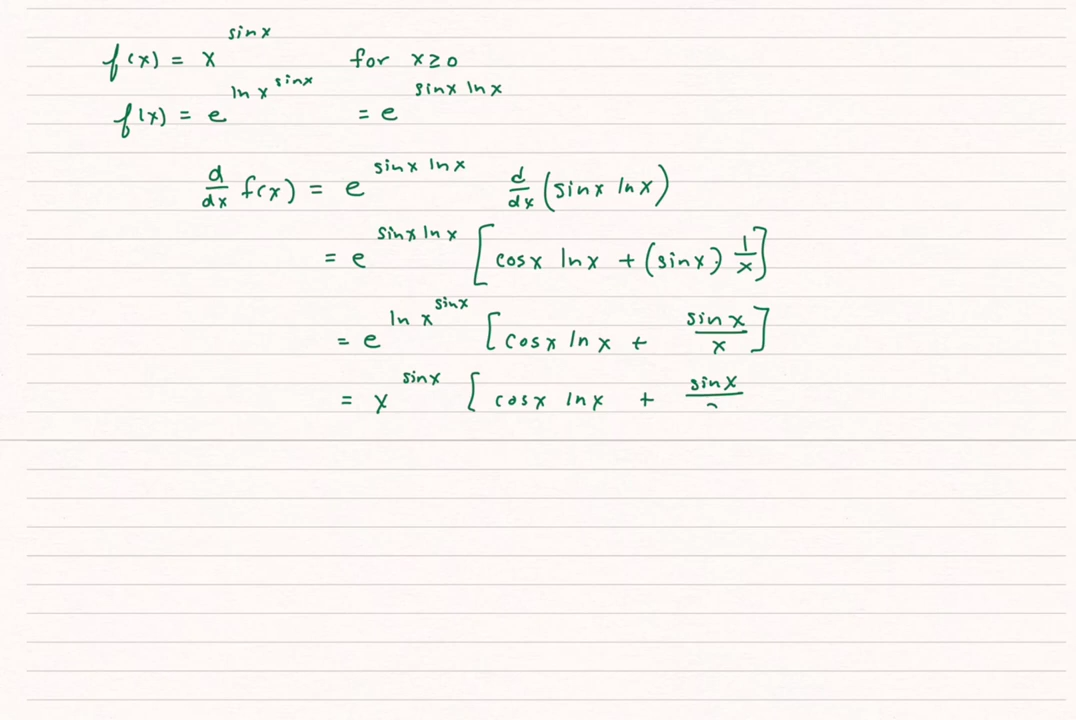 f(x) = x^{sinx} for x ≥ 0
f(x) = e^{ln x^{sinx}} = e^{sinx lnx}
d/dx f(x) = e^{sinx lnx} d/dx (sinx lnx)
= e^{sinx lnx} [cosx lnx + (sinx) · 1/x]
= e^{ln x^{sinx}} [cosx lnx + sinx/x]
= x^{sinx} [cosx lnx + sinx/